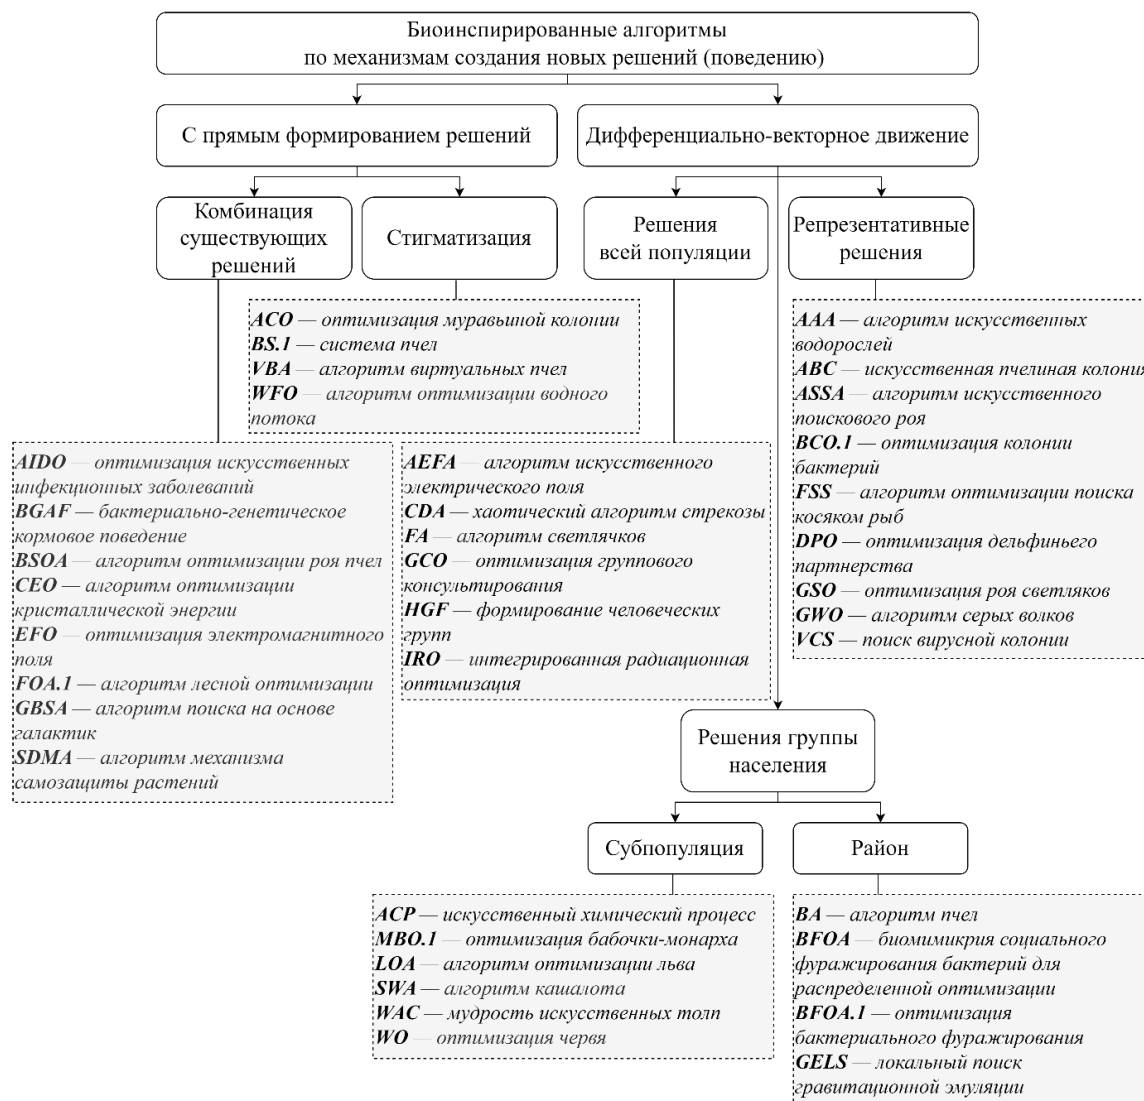 Биоинспирированные алгоритмы
по механизмам создания новых решений (поведению)
С прямым формированием решений
Дифференциально-векторное движение
Комбинация
существующих
решений
Стигматизация
Решения
всей популяции
Репрезентативные
решения
ACO — оптимизация муравьиной колонии
BS.1 — система пчел
VBA — алгоритм виртуальных пчел
WFO — алгоритм оптимизации водного
потока
AAA — алгоритм искусственных
водорослей
ABC — искусственная пчелиная колония
ASSA — алгоритм искусственного
поискового роя
BCO.1 — оптимизация колонии
бактерий
FSS — алгоритм оптимизации поиска
косяком рыб
DPO — оптимизация дельфиньего
партнерства
GSO — оптимизация роя светляков
GWO — алгоритм серых волков
VCS — поиск вирусной колонии
AIDO — оптимизация искусственных
инфекционных заболеваний
BGAF — бактериально-генетическое
кормовое поведение
BSOA — алгоритм оптимизации роя пчел
CEO — алгоритм оптимизации
кристаллической энергии
EFO — оптимизация электромагнитного
поля
FOA.1 — алгоритм лесной оптимизации
GBSA — алгоритм поиска на основе
галактик
SDMA — алгоритм механизма
самозащиты растений
AEFA — алгоритм искусственного
электрического поля
CDA — хаотический алгоритм стрекозы
FA — алгоритм светлячков
GCO — оптимизация группового
консультирования
HGF — формирование человеческих
групп
IRO — интегрированная радиационная
оптимизация
Решения группы
населения
Субпопуляция
Район
ACP — искусственный химический процесс
MBO.1 — оптимизация бабочки-монарха
LOA — алгоритм оптимизации льва
SWA — алгоритм кашалота
WAC — мудрость искусственных толп
WO — оптимизация червя
BA — алгоритм пчел
BFOA — биомимикрия социального
фуражирования бактерий для
распределенной оптимизации
BFOA.1 — оптимизация
бактериального фуражирования
GELS — локальный поиск
гравитационной эмуляции